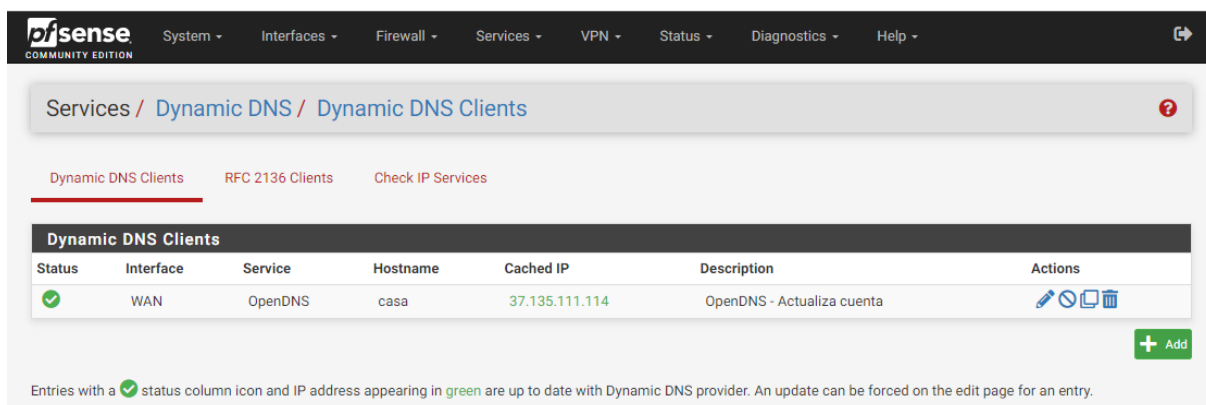 pfsense System Interfaces Firewall Services VPN Status Diagnostics Help
COMMUNITY EDITION
Services / Dynamic DNS / Dynamic DNS Clients
Dynamic DNS Clients RFC 2136 Clients Check IP Services
Dynamic DNS Clients
Status Interface Service Hostname Cached IP Description Actions
WAN OpenDNS casa 37.135.111.114 OpenDNS - Actualiza cuenta
Add
Entries with a status column icon and IP address appearing in green are up to date with Dynamic DNS provider. An update can be forced on the edit page for an entry.